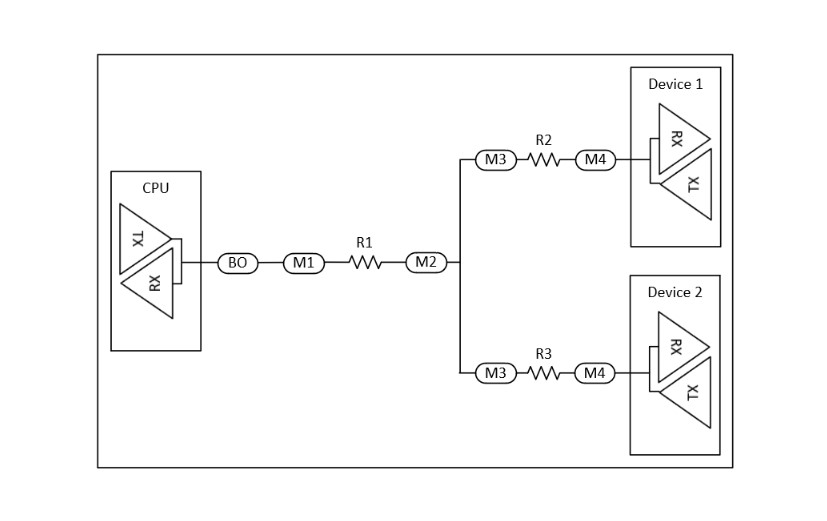 Device 1
RX
TX
R2
M3
M4
CPU
TX
RX
R1
BO
M1
M2
Device 2
RX
TX
R3
M3
M4